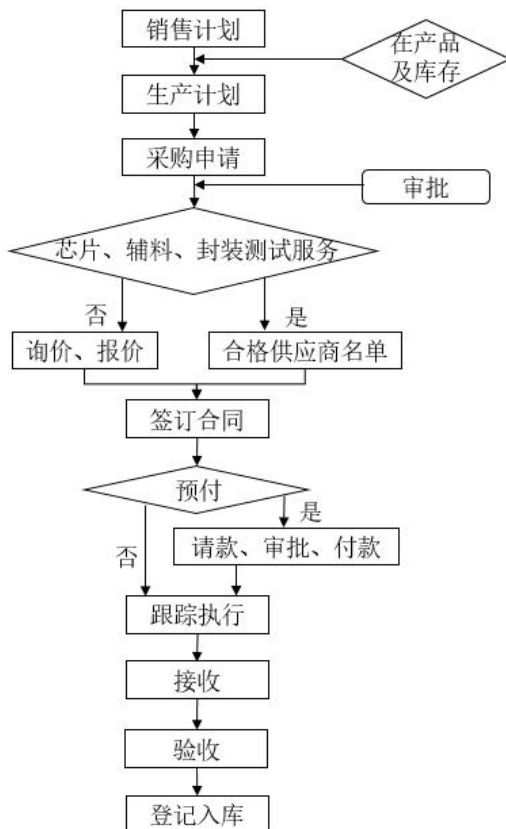 销售计划
在产品
及库存
生产计划
采购申请
审批
芯片、辅料、封装测试服务
否
是
询价、报价
合格供应商名单
签订合同
预付
是
否
请款、审批、付款
跟踪执行
接收
验收
登记入库